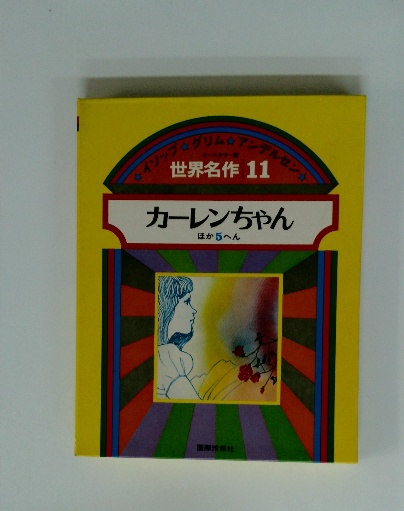 ☆イソップ☆グリム☆アンデルセン☆
世界名作 11
カーレンちゃん
ほか5へん